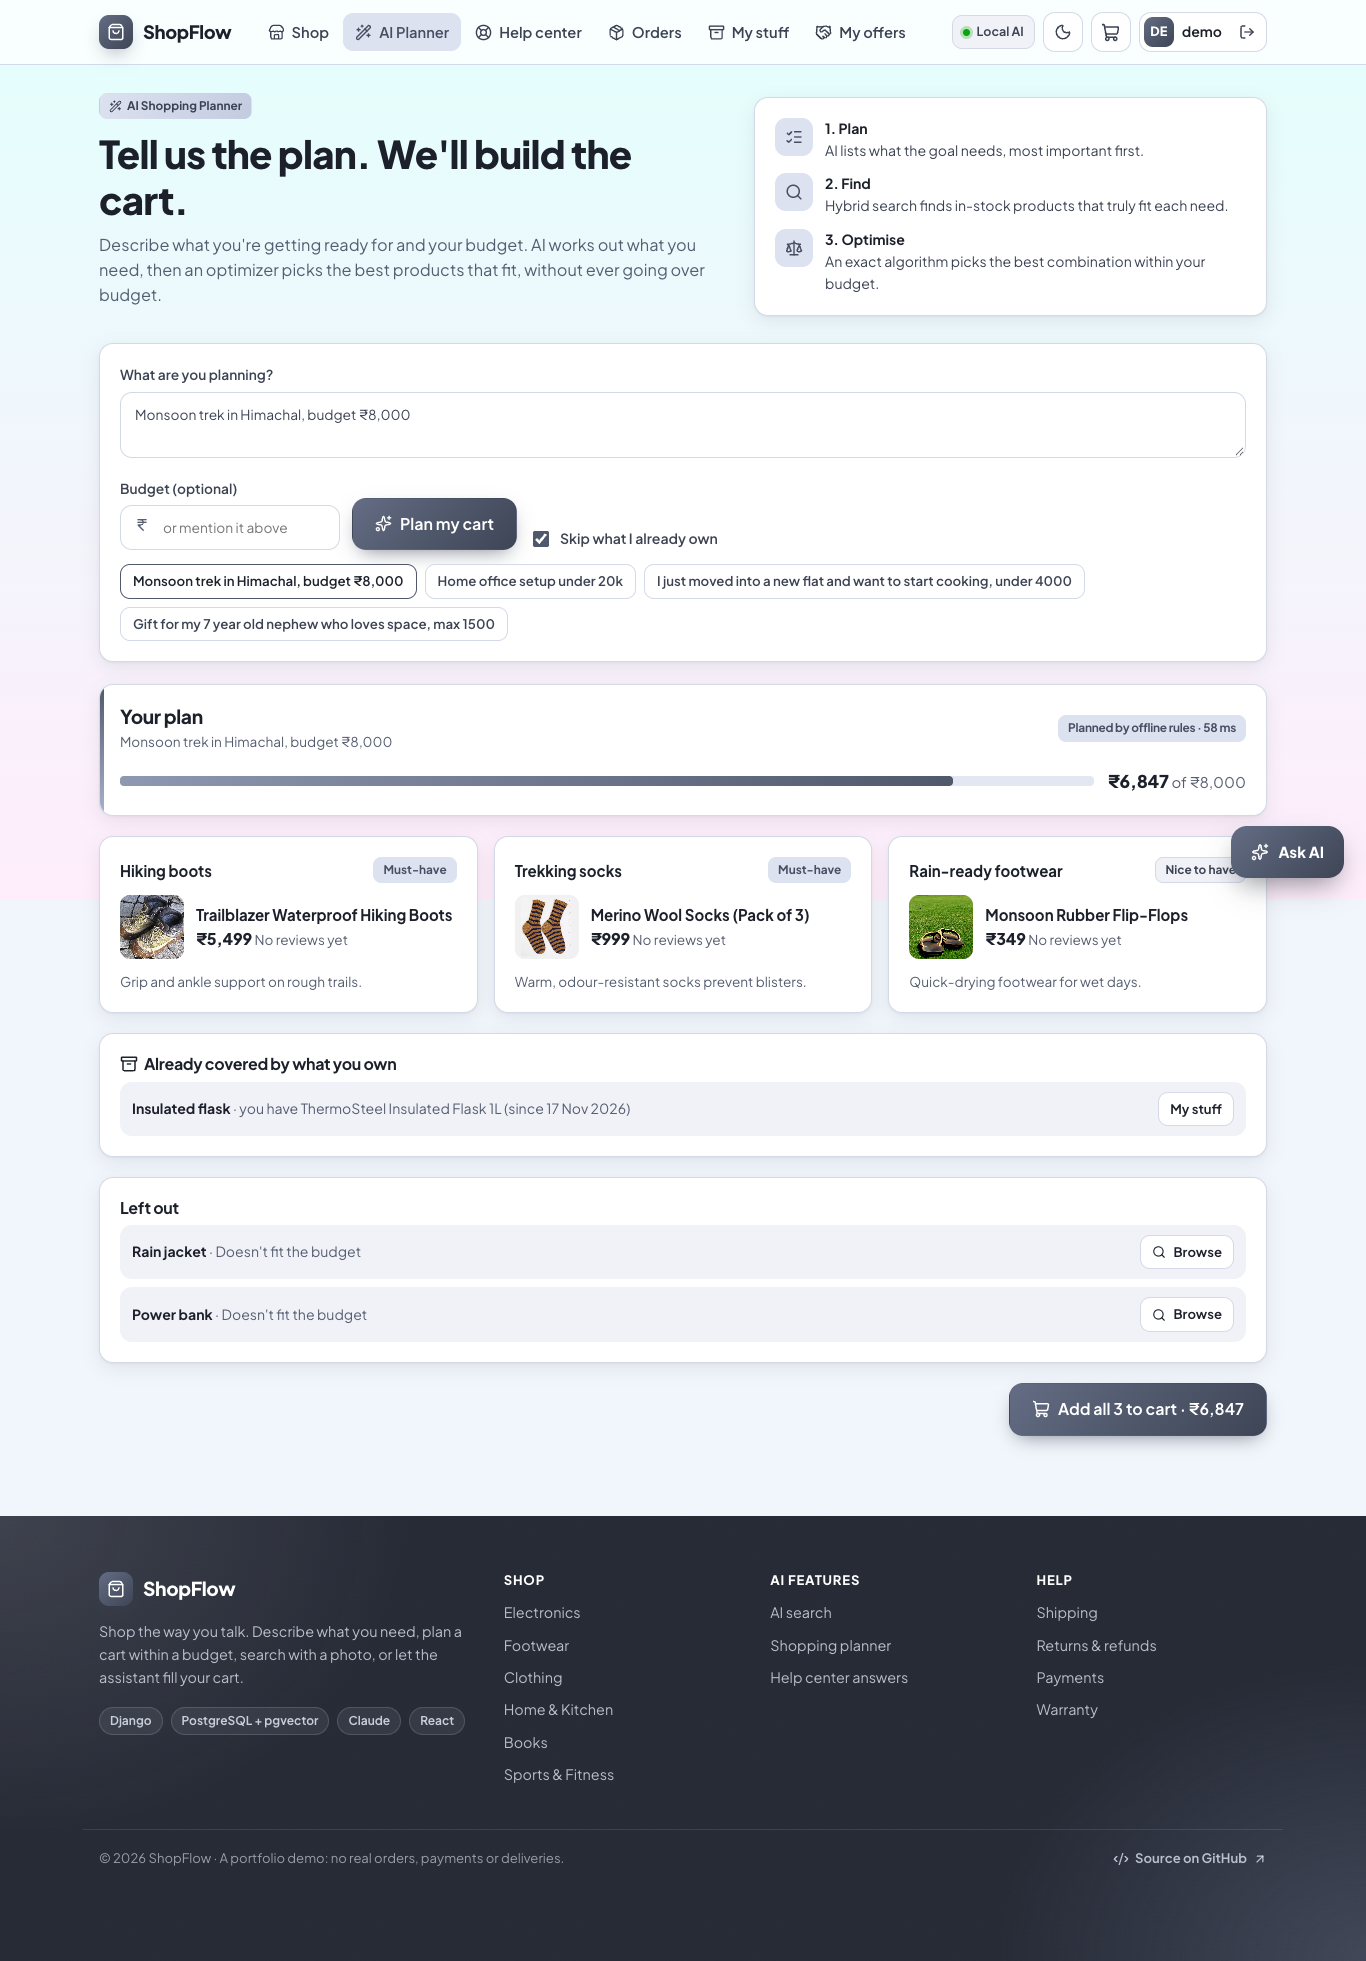 ShopFlow
Shop
AI Planner
Help center
Orders
My stuff
My offers
Local AI
DE
demo
AI Shopping Planner
Tell us the plan. We'll build the
cart.
Describe what you're getting ready for and your budget. AI works out what you
need, then an optimizer picks the best products that fit, without ever going over
budget.
1. Plan
AI lists what the goal needs, most important first.
2. Find
Hybrid search finds in-stock products that truly fit each need.
3. Optimise
An exact algorithm picks the best combination within your
budget.
What are you planning?
Monsoon trek in Himachal, budget ₹8,000
Budget (optional)
₹ or mention it above
Plan my cart
Skip what I already own
Monsoon trek in Himachal, budget ₹8,000
Home office setup under 20k
I just moved into a new flat and want to start cooking, under 4000
Gift for my 7 year old nephew who loves space, max 1500
Your plan
Monsoon trek in Himachal, budget ₹8,000
Planned by offline rules · 58 ms
₹6,847 of ₹8,000
Ask AI
Hiking boots
Must-have
Trailblazer Waterproof Hiking Boots
₹5,499 No reviews yet
Grip and ankle support on rough trails.
Trekking socks
Must-have
Merino Wool Socks (Pack of 3)
₹999 No reviews yet
Warm, odour-resistant socks prevent blisters.
Rain-ready footwear
Nice to have
Monsoon Rubber Flip-Flops
₹349 No reviews yet
Quick-drying footwear for wet days.
Already covered by what you own
Insulated flask · you have ThermoSteel Insulated Flask 1L (since 17 Nov 2026)
My stuff
Left out
Rain jacket · Doesn't fit the budget
Browse
Power bank · Doesn't fit the budget
Browse
Add all 3 to cart · ₹6,847
ShopFlow
Shop the way you talk. Describe what you need, plan a
cart within a budget, search with a photo, or let the
assistant fill your cart.
Django
PostgreSQL + pgvector
Claude
React
SHOP
Electronics
Footwear
Clothing
Home & Kitchen
Books
Sports & Fitness
AI FEATURES
AI search
Shopping planner
Help center answers
HELP
Shipping
Returns & refunds
Payments
Warranty
© 2026 ShopFlow · A portfolio demo: no real orders, payments or deliveries.
Source on GitHub